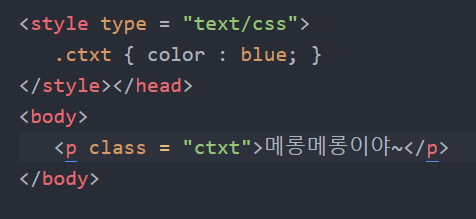 <style type = "text/css">
.ctxt { color : blue; }
</style></head>
<body>
<p class = "ctxt">메롱메롱이야~</p>
</body>